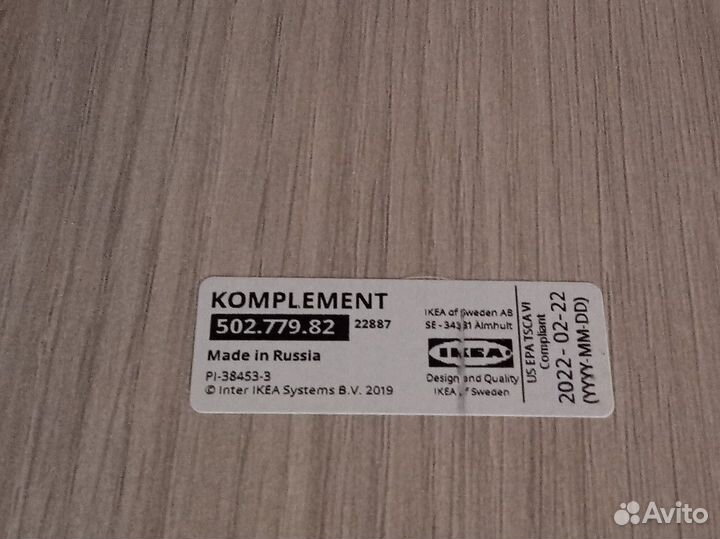 KOMPLEMENT
502.779.82 22887
Made in Russia
PI-38453-3
© Inter IKEA Systems B.V. 2019
IKEA of Sweden AB
SE - 34381 Älmhult
IKEA
Design and Quality
IKEA of Sweden
US EPA TSCA VI
Compliant
2022-02-22
(YYYY-MM-DD)
Avito